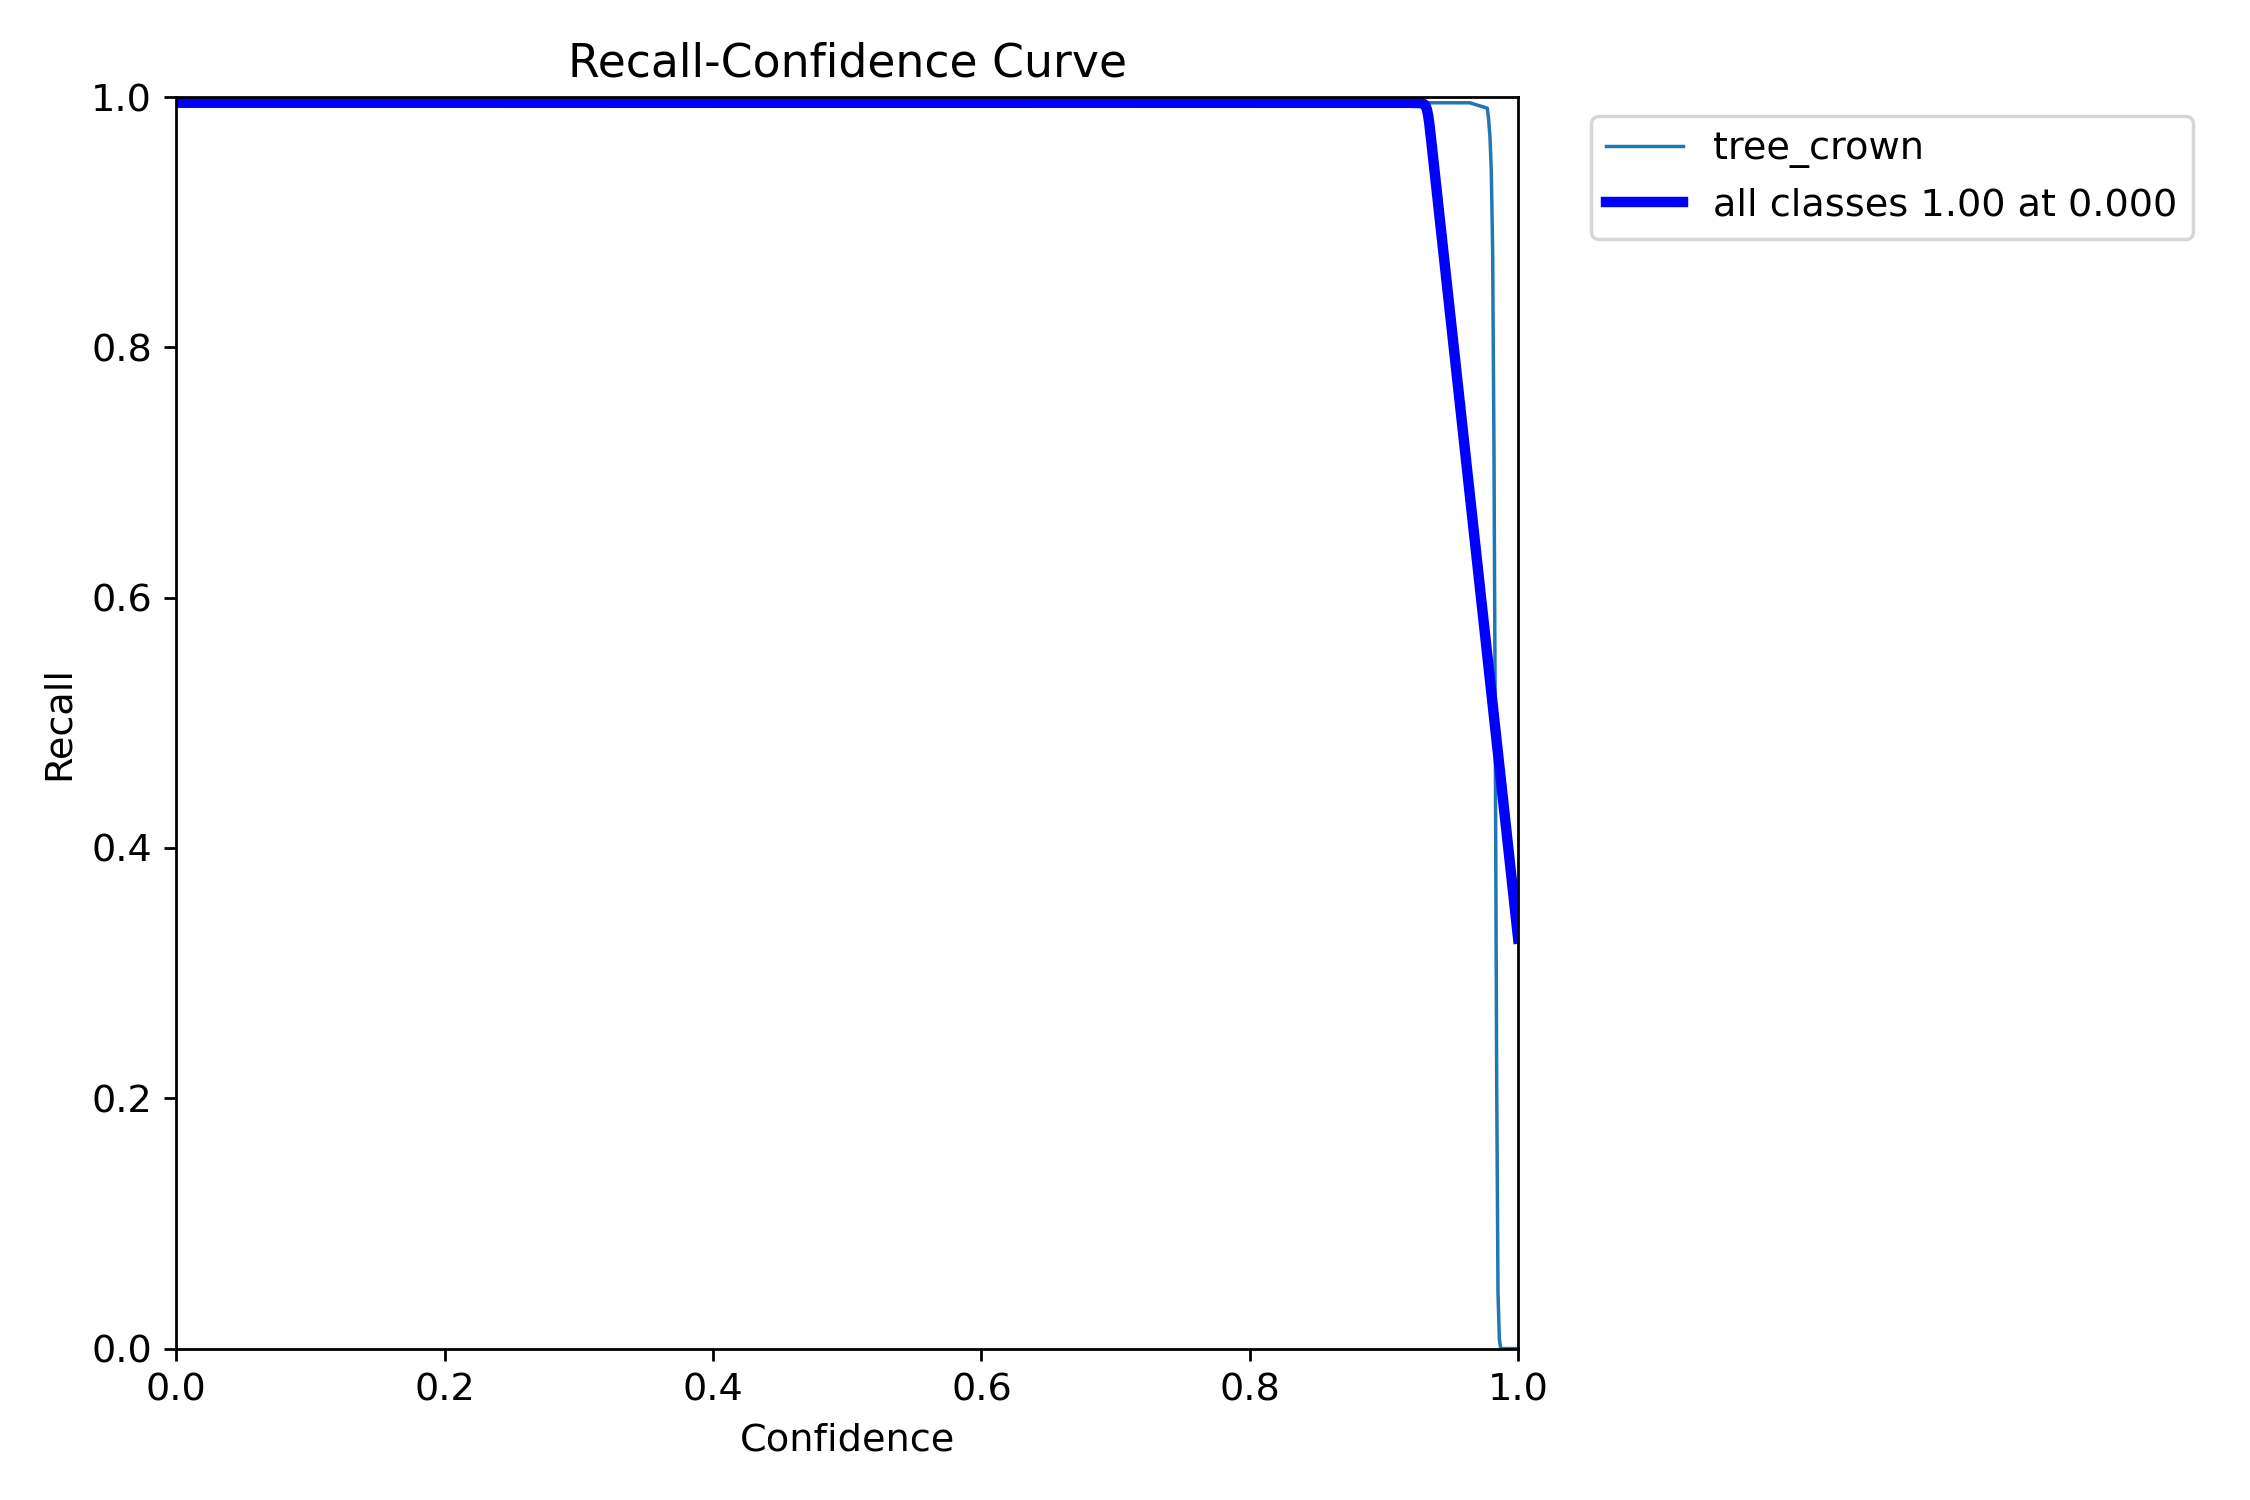 Recall-Confidence Curve
1.0
0.8
0.6
0.4
0.2
0.0
Recall
0.0 0.2 0.4 0.6 0.8 1.0
Confidence
tree_crown
all classes 1.00 at 0.000